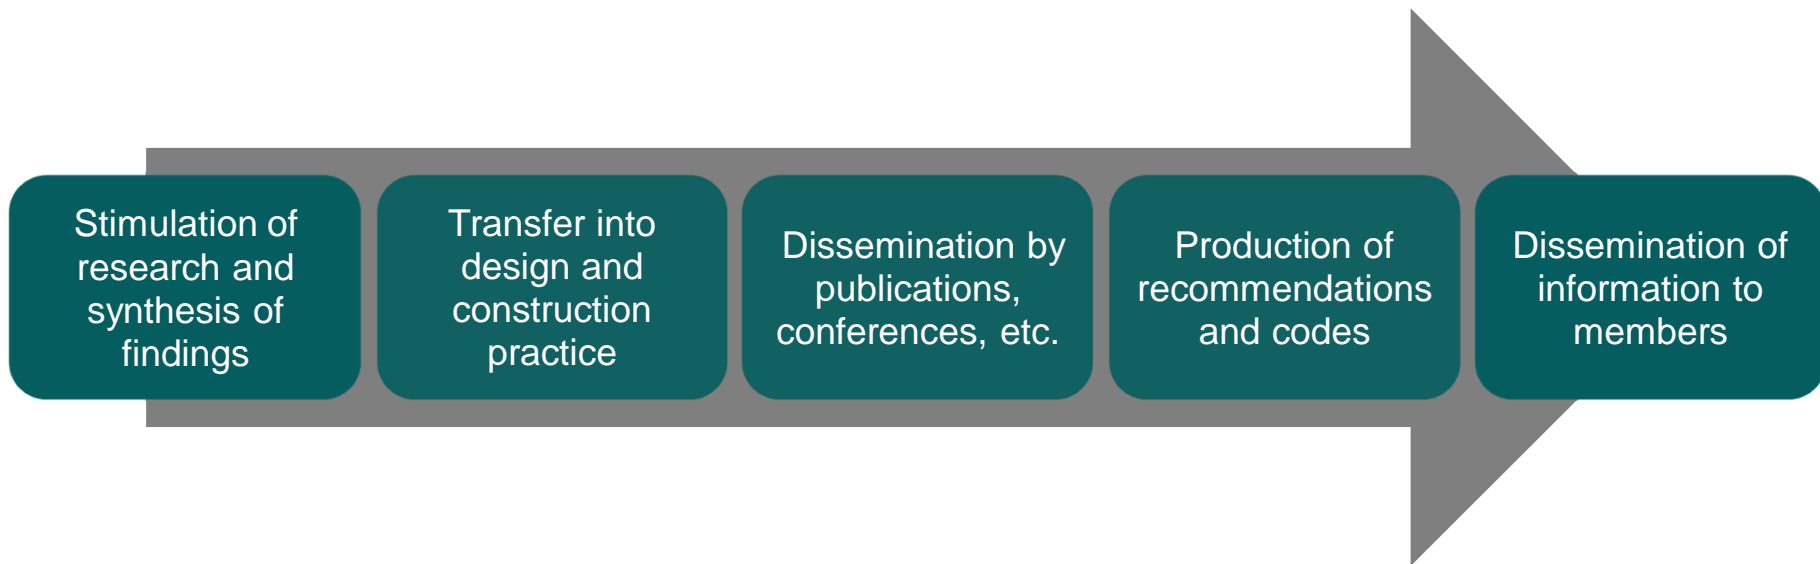 Stimulation of
research and
synthesis of
findings
Transfer into
design and
construction
practice
Dissemination by
publications,
conferences, etc.
Production of
recommendations
and codes
Dissemination of
information to
members